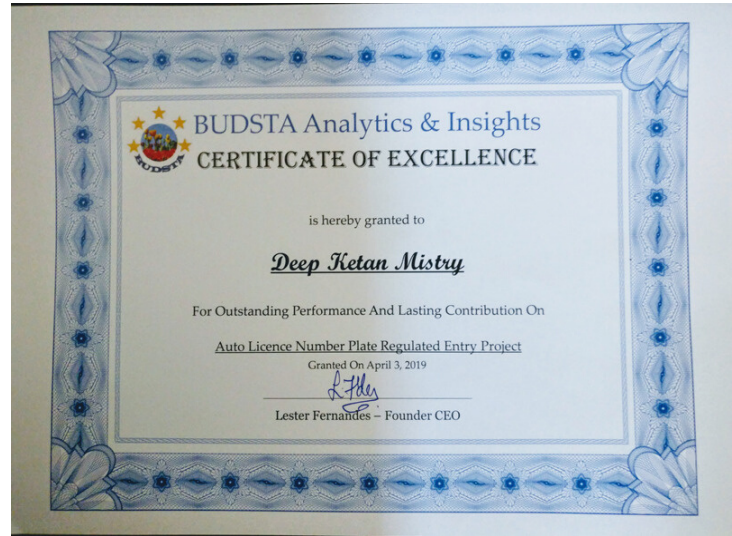 BUDSTA Analytics & Insights
BUDSTA
CERTIFICATE OF EXCELLENCE
is hereby granted to
Deep Ketan Mistry
For Outstanding Performance And Lasting Contribution On
Auto Licence Number Plate Regulated Entry Project
Granted On April 3, 2019
Lester Fernandes – Founder CEO